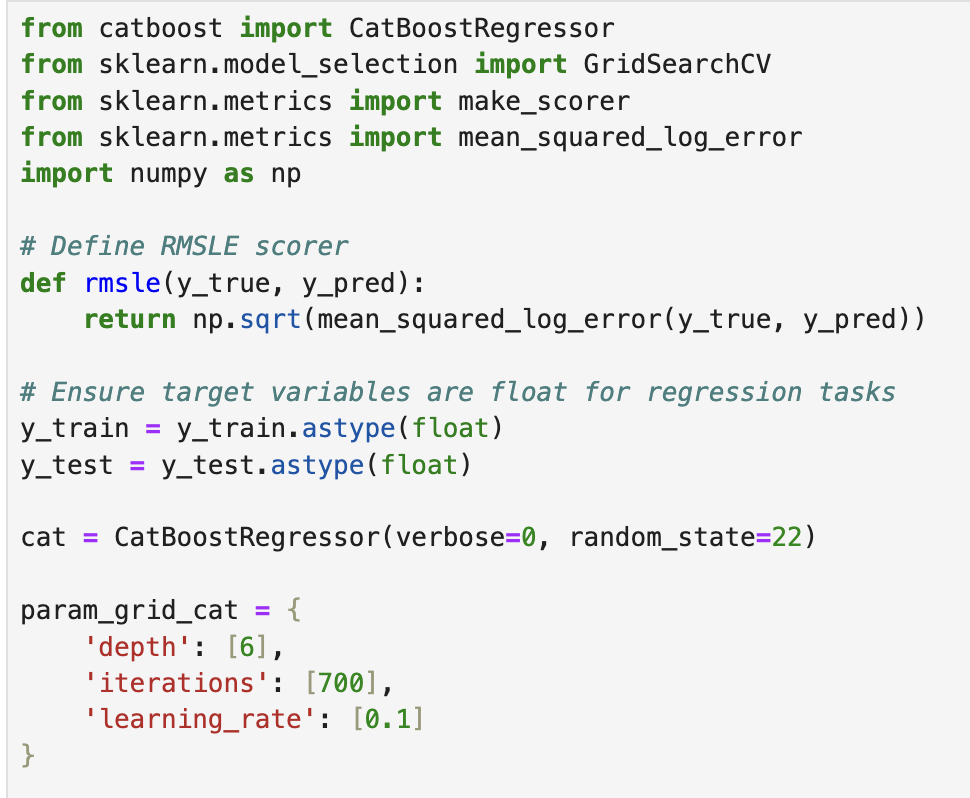 from catboost import CatBoostRegressor
from sklearn.model_selection import GridSearchCV
from sklearn.metrics import make_scorer
from sklearn.metrics import mean_squared_log_error
import numpy as np

# Define RMSLE scorer
def rmsle(y_true, y_pred):
    return np.sqrt(mean_squared_log_error(y_true, y_pred))

# Ensure target variables are float for regression tasks
y_train = y_train.astype(float)
y_test = y_test.astype(float)

cat = CatBoostRegressor(verbose=0, random_state=22)

param_grid_cat = {
    'depth': [6],
    'iterations': [700],
    'learning_rate': [0.1]
}